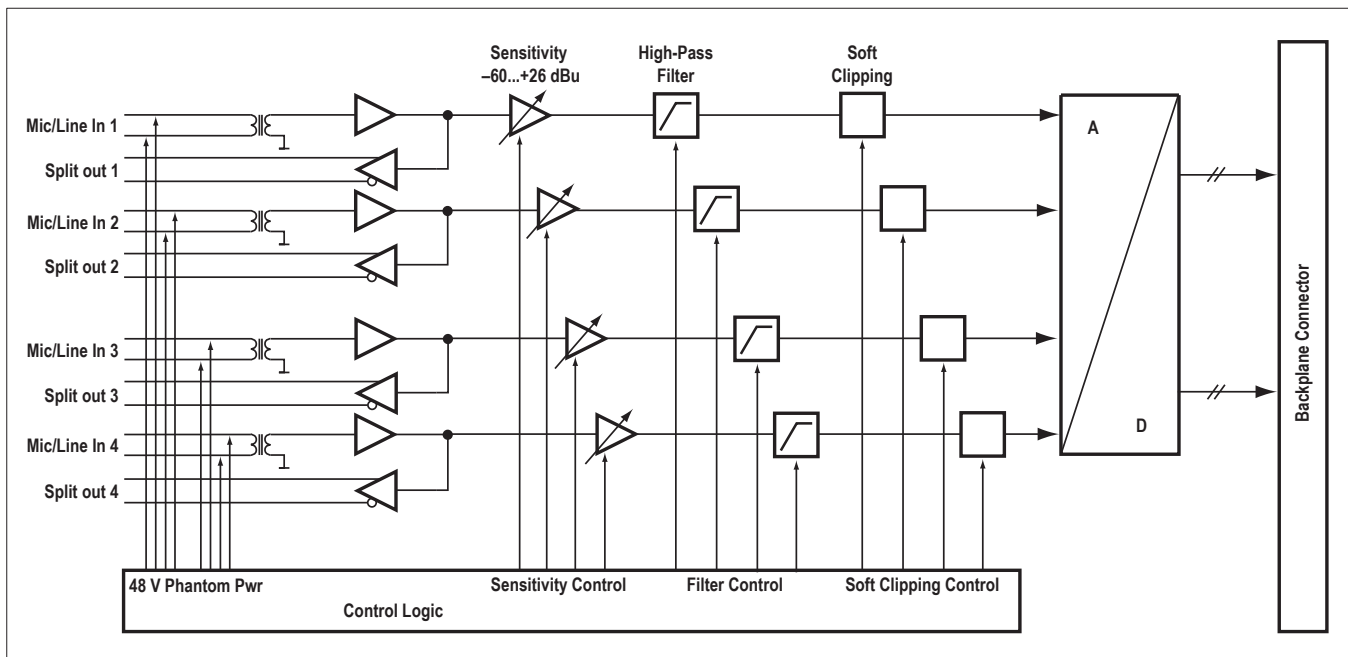 Sensitivity
–60...+26 dBu
High-Pass
Filter
Soft
Clipping
Mic/Line In 1
Split out 1
Mic/Line In 2
Split out 2
Mic/Line In 3
Split out 3
Mic/Line In 4
Split out 4
A
D
Backplane Connector
48 V Phantom Pwr
Sensitivity Control
Filter Control
Soft Clipping Control
Control Logic